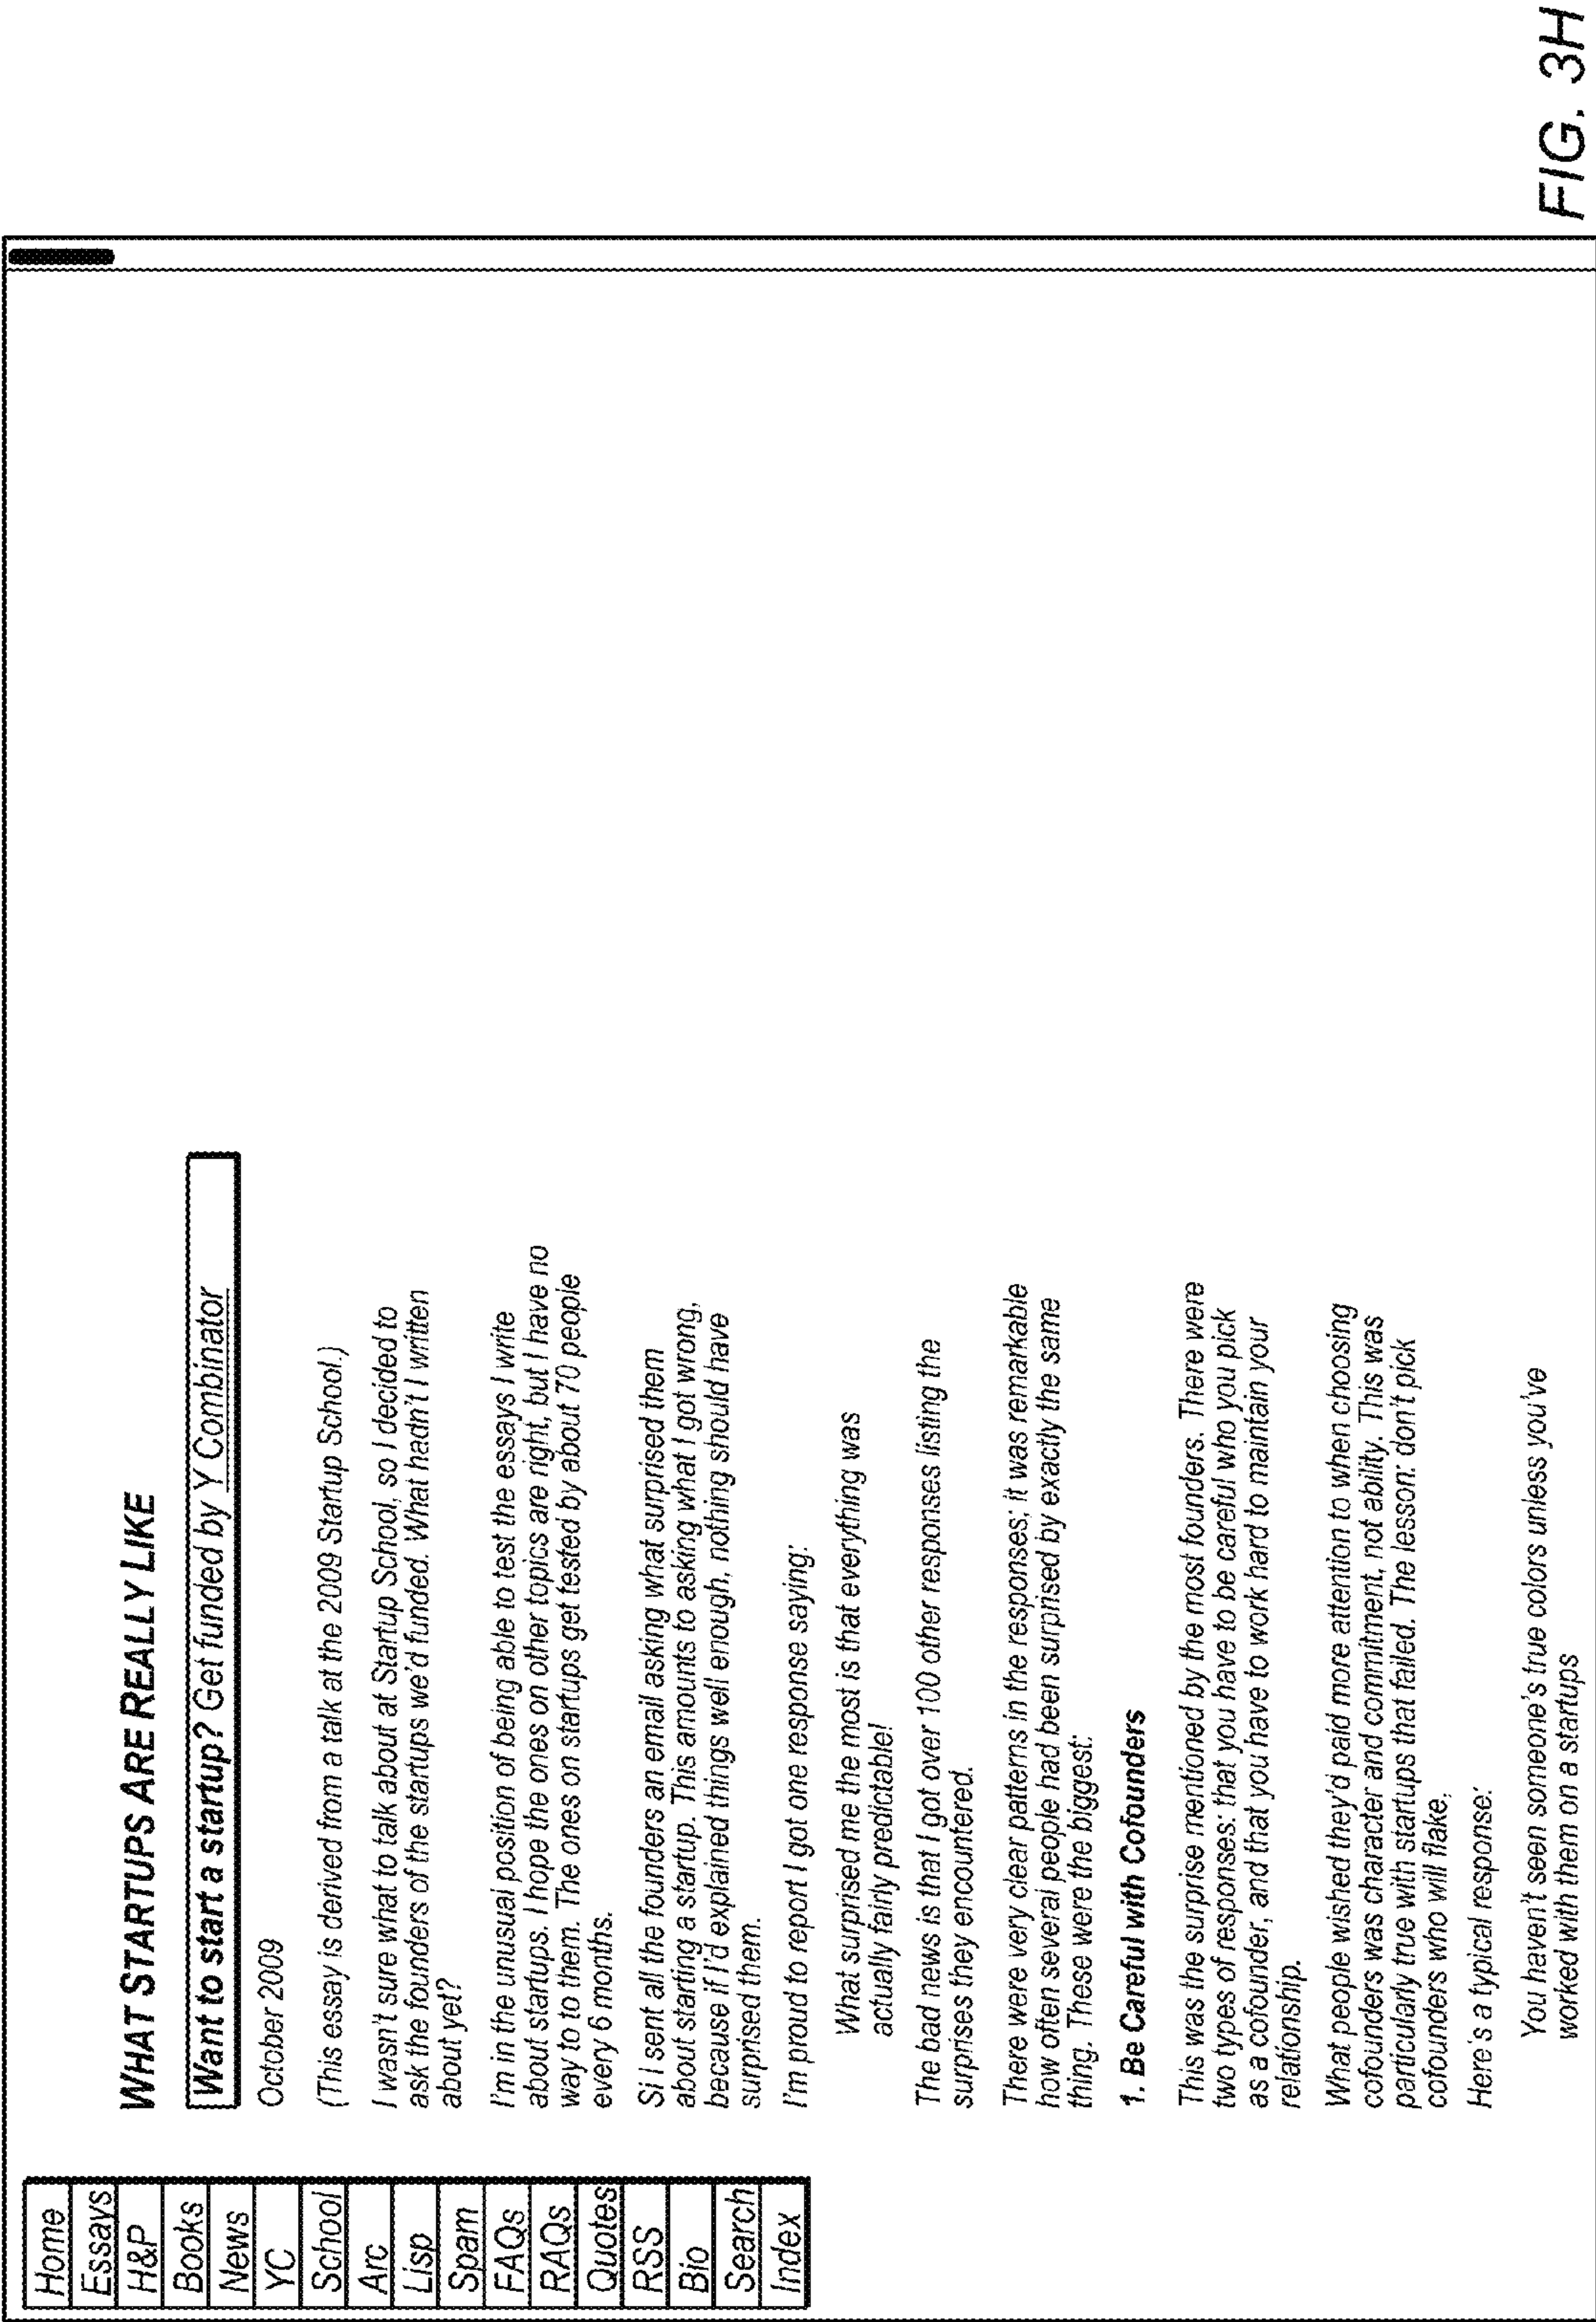 Home
Essays
H&P
Books
News
YC
School
Arc
Lisp
Spam
FAQs
RAQs
Quotes
RSS
Bio
Search
Index
WHAT STARTUPS ARE REALLY LIKE
Want to start a startup? Get funded by Y Combinator
October 2009
(This essay is derived from a talk at the 2009 Startup School.)
I wasn't sure what to talk about at Startup School, so I decided to
ask the founders of the startups we'd funded. What hadn't I written
about yet?
I'm in the unusual position of being able to test the essays I write
about startups. I hope the ones on other topics are right, but I have no
way to to them. The ones on startups get tested by about 70 people
every 6 months.
Si I sent all the founders an email asking what surprised them
about starting a startup. This amounts to asking what I got wrong,
because if I'd explained things well enough, nothing should have
surprised them.
I'm proud to report I got one response saying:
What surprised me the most is that everything was
actually fairly predictable!
The bad news is that I got over 100 other responses listing the
surprises they encountered.
There were very clear patterns in the responses; it was remarkable
how often several people had been surprised by exactly the same
thing. These were the biggest:
1. Be Careful with Cofounders
This was the surprise mentioned by the most founders. There were
two types of responses: that you have to be careful who you pick
as a cofounder, and that you have to work hard to maintain your
relationship.
What people wished they'd paid more attention to when choosing
cofounders was character and commitment, not ability. This was
particularly true with startups that failed. The lesson: don't pick
cofounders who will flake.
Here's a typical response:
You haven't seen someone's true colors unless you've
worked with them on a startups
FIG. 3H